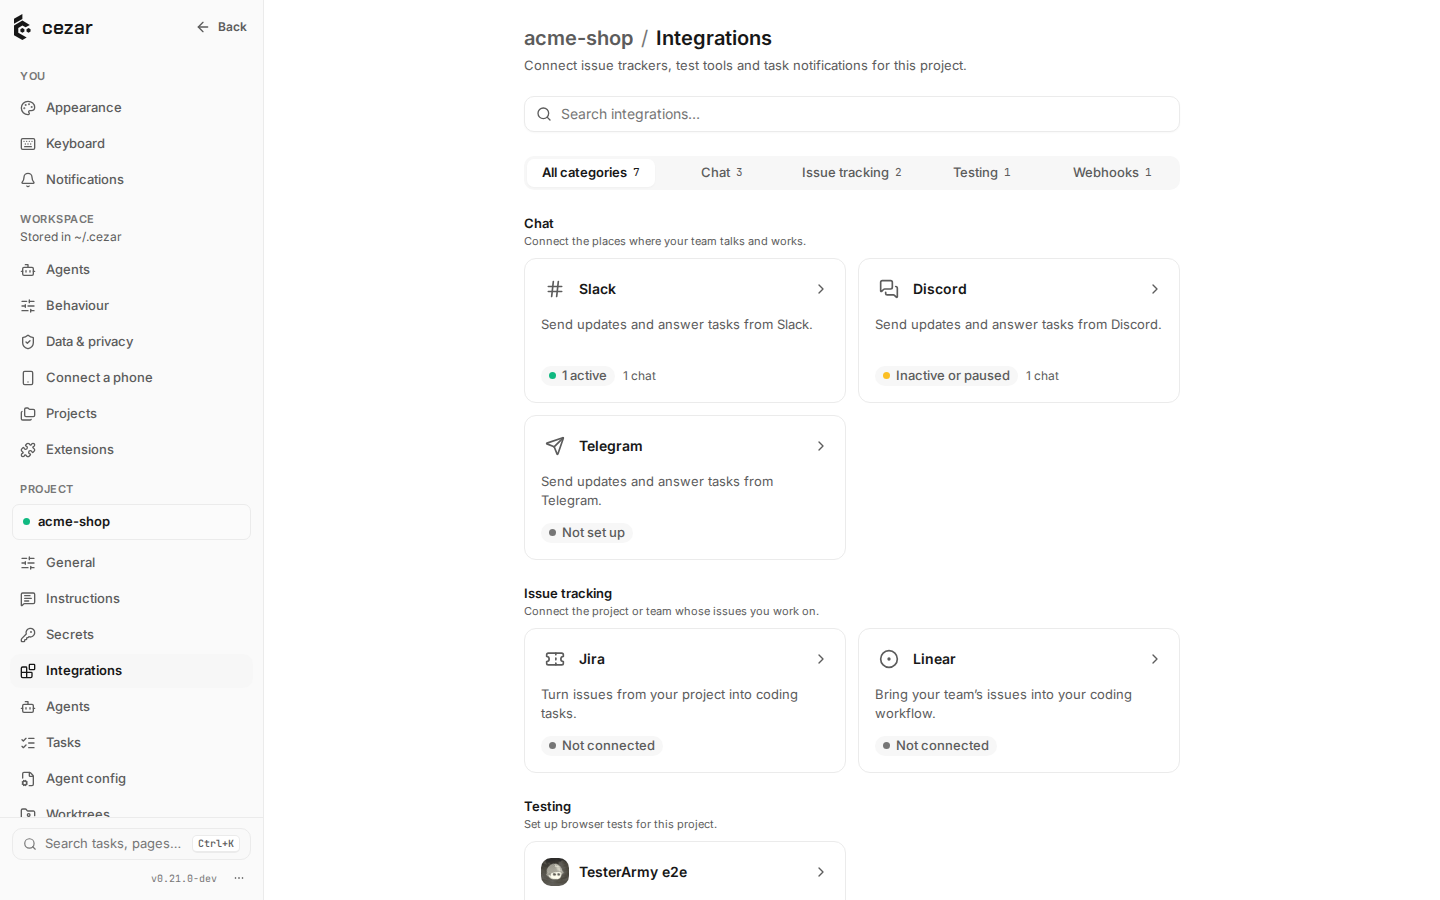 cezar
Back
YOU
Appearance
Keyboard
Notifications
WORKSPACE
Stored in ~/.cezar
Agents
Behaviour
Data & privacy
Connect a phone
Projects
Extensions
PROJECT
acme-shop
General
Instructions
Secrets
Integrations
Agents
Tasks
Agent config
Worktrees
Search tasks, pages... Ctrl+K
v0.21.0-dev ...
acme-shop / Integrations
Connect issue trackers, test tools and task notifications for this project.
Search integrations...
All categories 7 Chat 3 Issue tracking 2 Testing 1 Webhooks 1
Chat
Connect the places where your team talks and works.
Slack
Send updates and answer tasks from Slack.
1 active 1 chat
Discord
Send updates and answer tasks from Discord.
Inactive or paused 1 chat
Telegram
Send updates and answer tasks from
Telegram.
Not set up
Issue tracking
Connect the project or team whose issues you work on.
Jira
Turn issues from your project into coding
tasks.
Not connected
Linear
Bring your team's issues into your coding
workflow.
Not connected
Testing
Set up browser tests for this project.
TesterArmy e2e